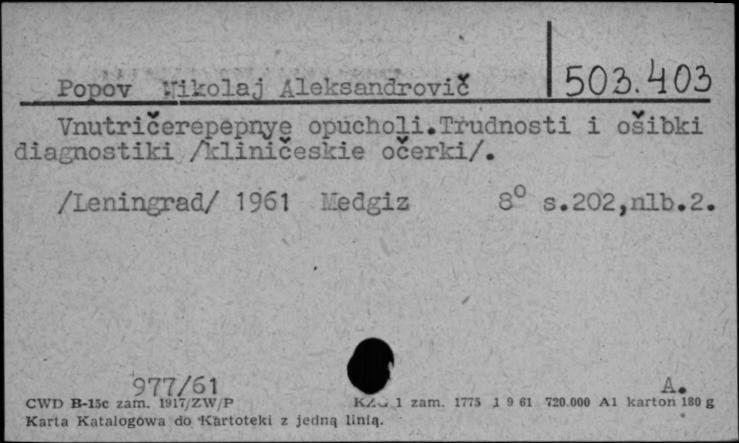 503.403
Popov Nikolaj Aleksandrovič
Vnutričerepepnye opucholi.Trudnosti i ošibki
diagnostiki /kliničeskie očerki/.
/Leningrad/ 1961 Medgiz 8° s.202,nlb.2.
977/61 A.
CWD B-15c zam. 1917/ZW/P 1 zam. 1775 1 9 61 720.000 A1 karton 180 g
Karta Katalogowa do Kartoteki z jedną linią.